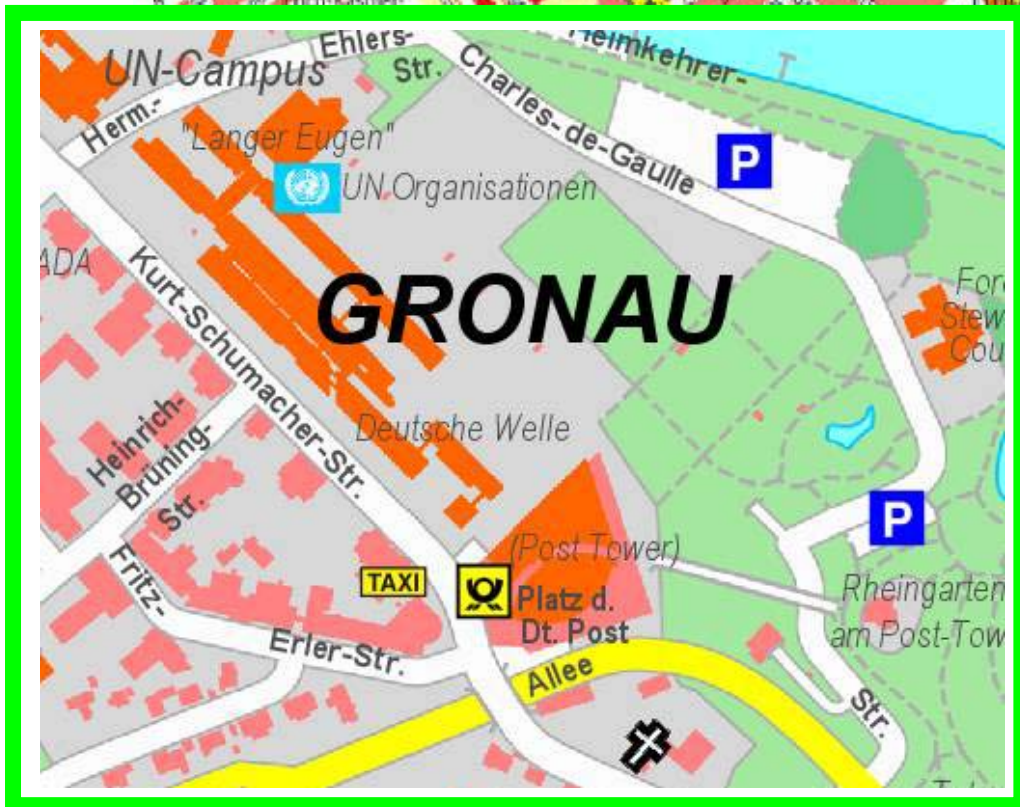 Ehlers-
Str.
Heimkehrer-
UN-Campus
Herm.-
Charles-de-Gaulle
"Langer Eugen"
P
UN Organisationen
ADA
Kurt-Schumacher-Str.
GRONAU
Deutsche Welle
Heinrich-
Brüning-
Str.
P
(Post Tower)
TAXI
Platz d.
Dt. Post
Rheingarten
am Post-Tow
Fritz-
Erler-Str.
Allee
Str.